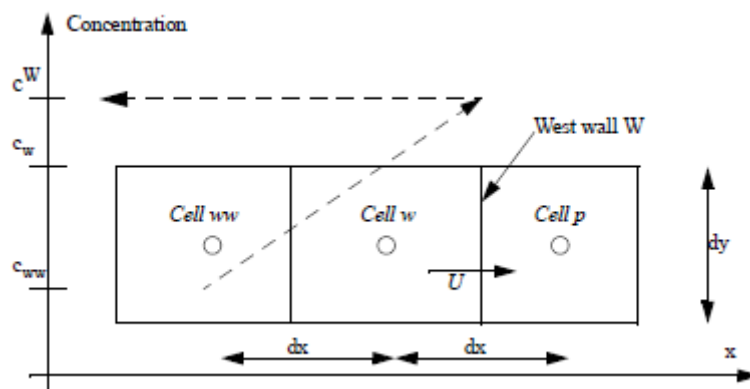 Concentration
c^W
West wall W
c_w
Cell ww
Cell w
Cell p
dy
c_ww
U
dx
dx
x